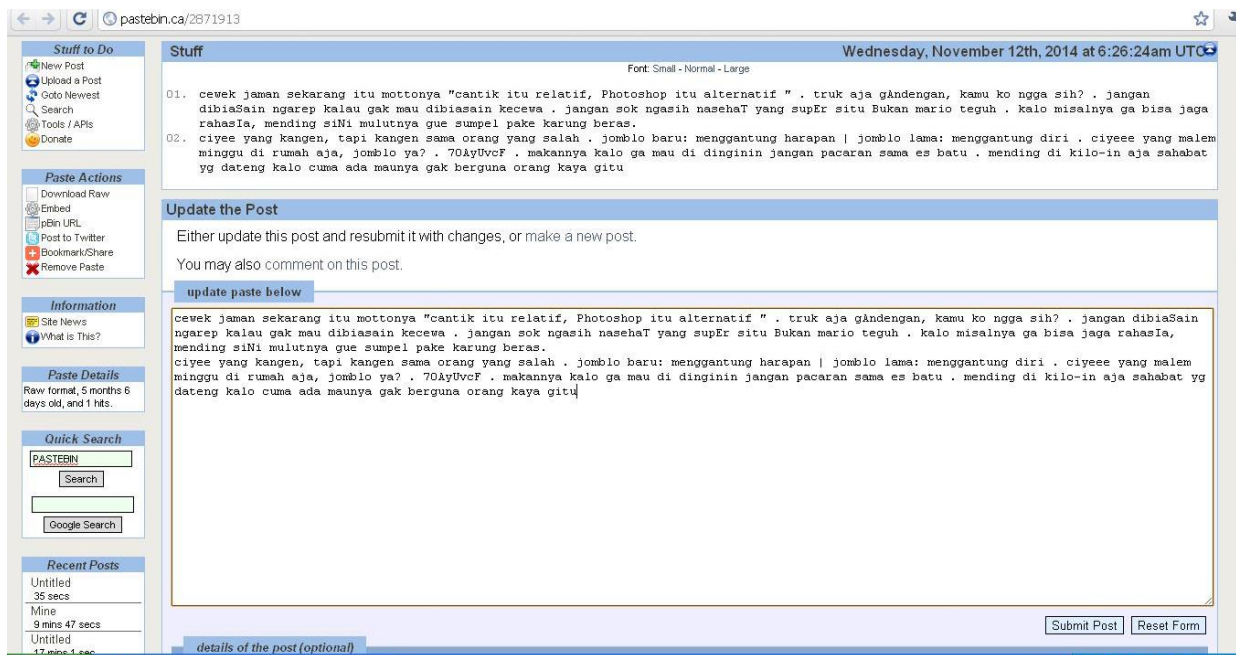 pastebin.ca/2871913
Stuff to Do
New Post
Upload a Post
Goto Newest
Search
Tools / APIs
Donate
Paste Actions
Download Raw
Embed
pBin URL
Post to Twitter
Bookmark/Share
Remove Paste
Information
Site News
What is This?
Paste Details
Raw format, 5 months 6
days old, and 1 hits.
Quick Search
PASTEBIN
Search
Google Search
Recent Posts
Untitled
35 secs
Mine
9 mins 47 secs
Untitled
17 mins 1 sec
Stuff
Wednesday, November 12th, 2014 at 6:26:24am UTC
Font: Small - Normal - Large
01. cewek jaman sekarang itu mottonya "cantik itu relatif, Photoshop itu alternatif " . truk aja gAndengan, kamu ko ngga sih? . jangan
dibiaSain ngarep kalau gak mau dibiasain kecewa . jangan sok ngasih nasehaT yang supEr situ Bukan mario teguh . kalo misalnya ga bisa jaga
rahasIa, mending siNi mulutnya gue sumpel pake karung beras.
02. ciyee yang kangen, tapi kangen sama orang yang salah . jomblo baru: menggantung harapan | jomblo lama: menggantung diri . ciyeee yang malem
minggu di rumah aja, jomblo ya? . 7OAyUvcF . makannya kalo ga mau di dinginin jangan pacaran sama es batu . mending di kilo-in aja sahabat
yg dateng kalo cuma ada maunya gak berguna orang kaya gitu
Update the Post
Either update this post and resubmit it with changes, or make a new post.
You may also comment on this post.
update paste below
cewek jaman sekarang itu mottonya "cantik itu relatif, Photoshop itu alternatif " . truk aja gAndengan, kamu ko ngga sih? . jangan dibiaSain
ngarep kalau gak mau dibiasain kecewa . jangan sok ngasih nasehaT yang supEr situ Bukan mario teguh . kalo misalnya ga bisa jaga rahasIa,
mending siNi mulutnya gue sumpel pake karung beras.
ciyee yang kangen, tapi kangen sama orang yang salah . jomblo baru: menggantung harapan | jomblo lama: menggantung diri . ciyeee yang malem
minggu di rumah aja, jomblo ya? . 7OAyUvcF . makannya kalo ga mau di dinginin jangan pacaran sama es batu . mending di kilo-in aja sahabat yg
dateng kalo cuma ada maunya gak berguna orang kaya gitu
Submit Post Reset Form
details of the post (optional)